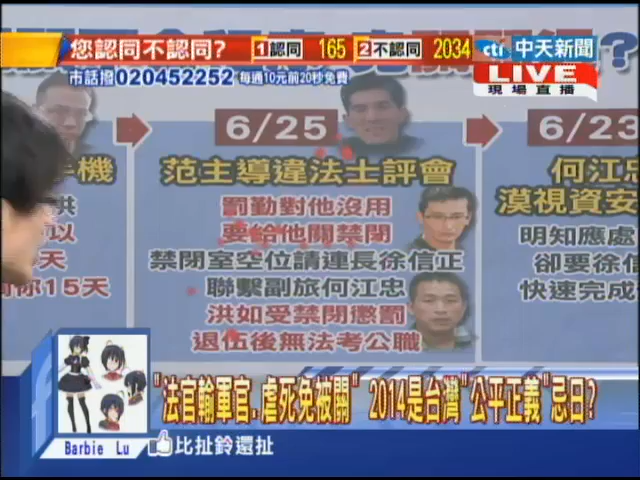 您認同不認同? 1認同 165 2不認同 2034 cti 中天新聞
市話撥020452252 每通10元前20秒免費
LIVE
現場直播
6/25
范主導違法士評會
罰勤對他沒用
要給他關禁閉
禁閉室空位請連長徐信正
聯繫副旅何江忠
洪如受禁閉懲罰
退伍後無法考公職
6/23
何江忠
漠視資安
明知應處
卻要徐信
快速完成
手機
洪
以
天
15天
"法官輸軍官.虐死免被關" 2014是台灣"公平正義"忌日?
Barbie Lu 比扯鈴還扯